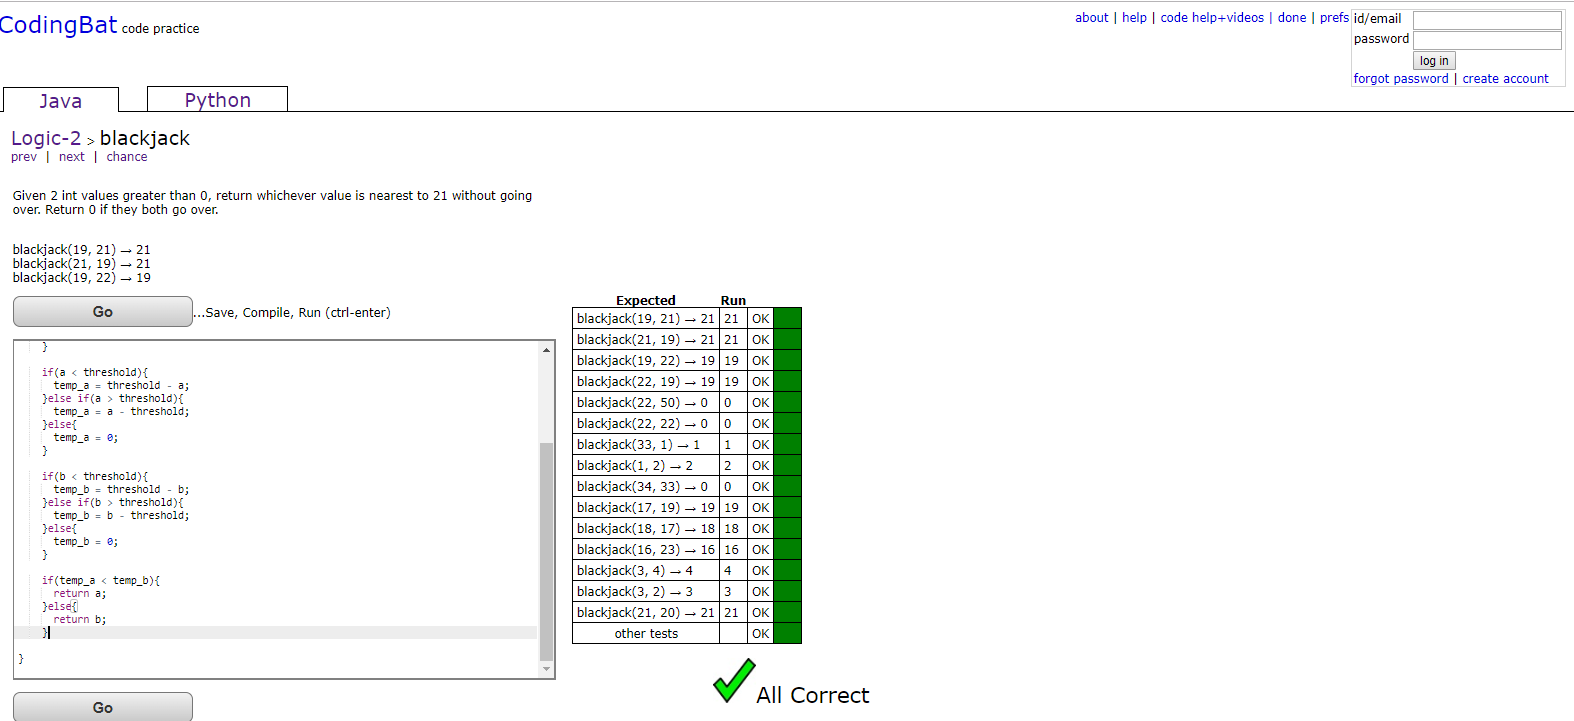 CodingBat code practice
about | help | code help+videos | done | prefs
id/email
password
log in
forgot password | create account
Java
Python
Logic-2 > blackjack
prev | next | chance
Given 2 int values greater than 0, return whichever value is nearest to 21 without going
over. Return 0 if they both go over.
blackjack(19, 21) → 21
blackjack(21, 19) → 21
blackjack(19, 22) → 19
Go
...Save, Compile, Run (ctrl-enter)
}
if(a < threshold){
temp_a = threshold - a;
}else if(a > threshold){
temp_a = a - threshold;
}else{
temp_a = 0;
}
if(b < threshold){
temp_b = threshold - b;
}else if(b > threshold){
temp_b = b - threshold;
}else{
temp_b = 0;
}
if(temp_a < temp_b){
return a;
}else{
return b;
}
}
Go
Expected Run
blackjack(19, 21) → 21 21 OK
blackjack(21, 19) → 21 21 OK
blackjack(19, 22) → 19 19 OK
blackjack(22, 19) → 19 19 OK
blackjack(22, 50) → 0 0 OK
blackjack(22, 22) → 0 0 OK
blackjack(33, 1) → 1 1 OK
blackjack(1, 2) → 2 2 OK
blackjack(34, 33) → 0 0 OK
blackjack(17, 19) → 19 19 OK
blackjack(18, 17) → 18 18 OK
blackjack(16, 23) → 16 16 OK
blackjack(3, 4) → 4 4 OK
blackjack(3, 2) → 3 3 OK
blackjack(21, 20) → 21 21 OK
other tests OK
All Correct